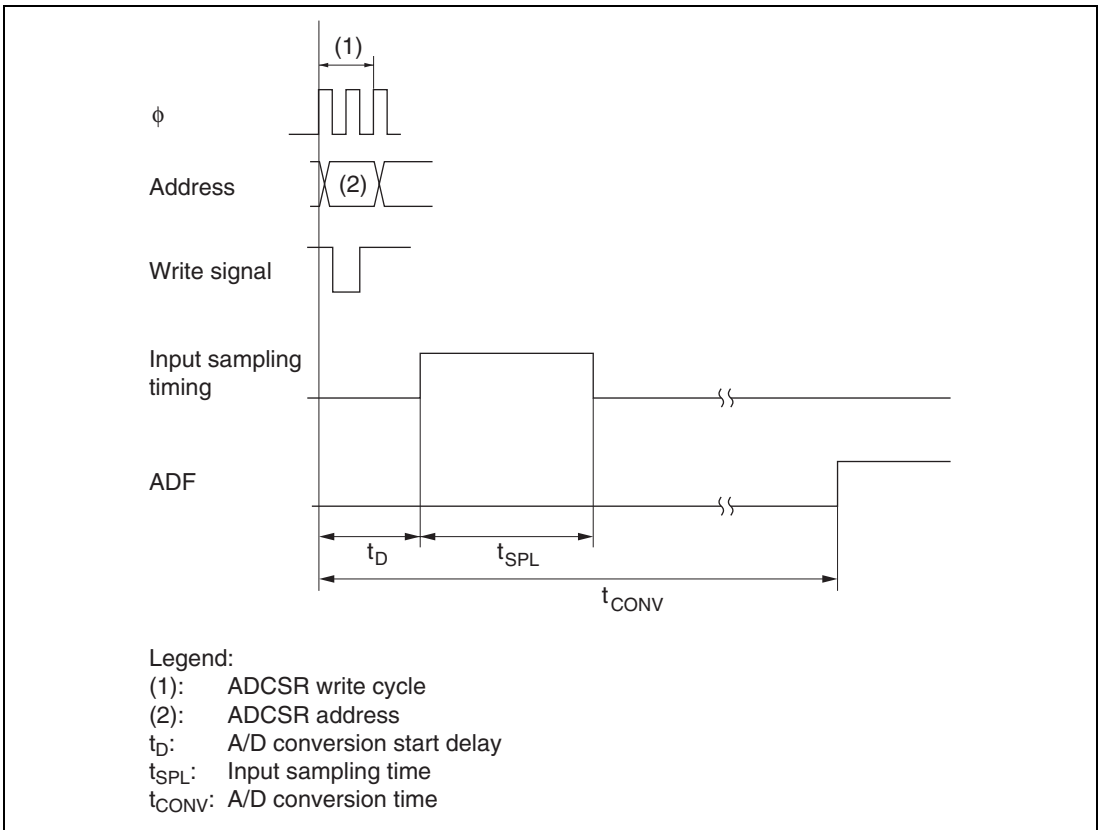 (1)
ϕ
Address
(2)
Write signal
Input sampling
timing
ADF
tD
tSPL
tCONV
Legend:
(1): ADCSR write cycle
(2): ADCSR address
tD: A/D conversion start delay
tSPL: Input sampling time
tCONV: A/D conversion time